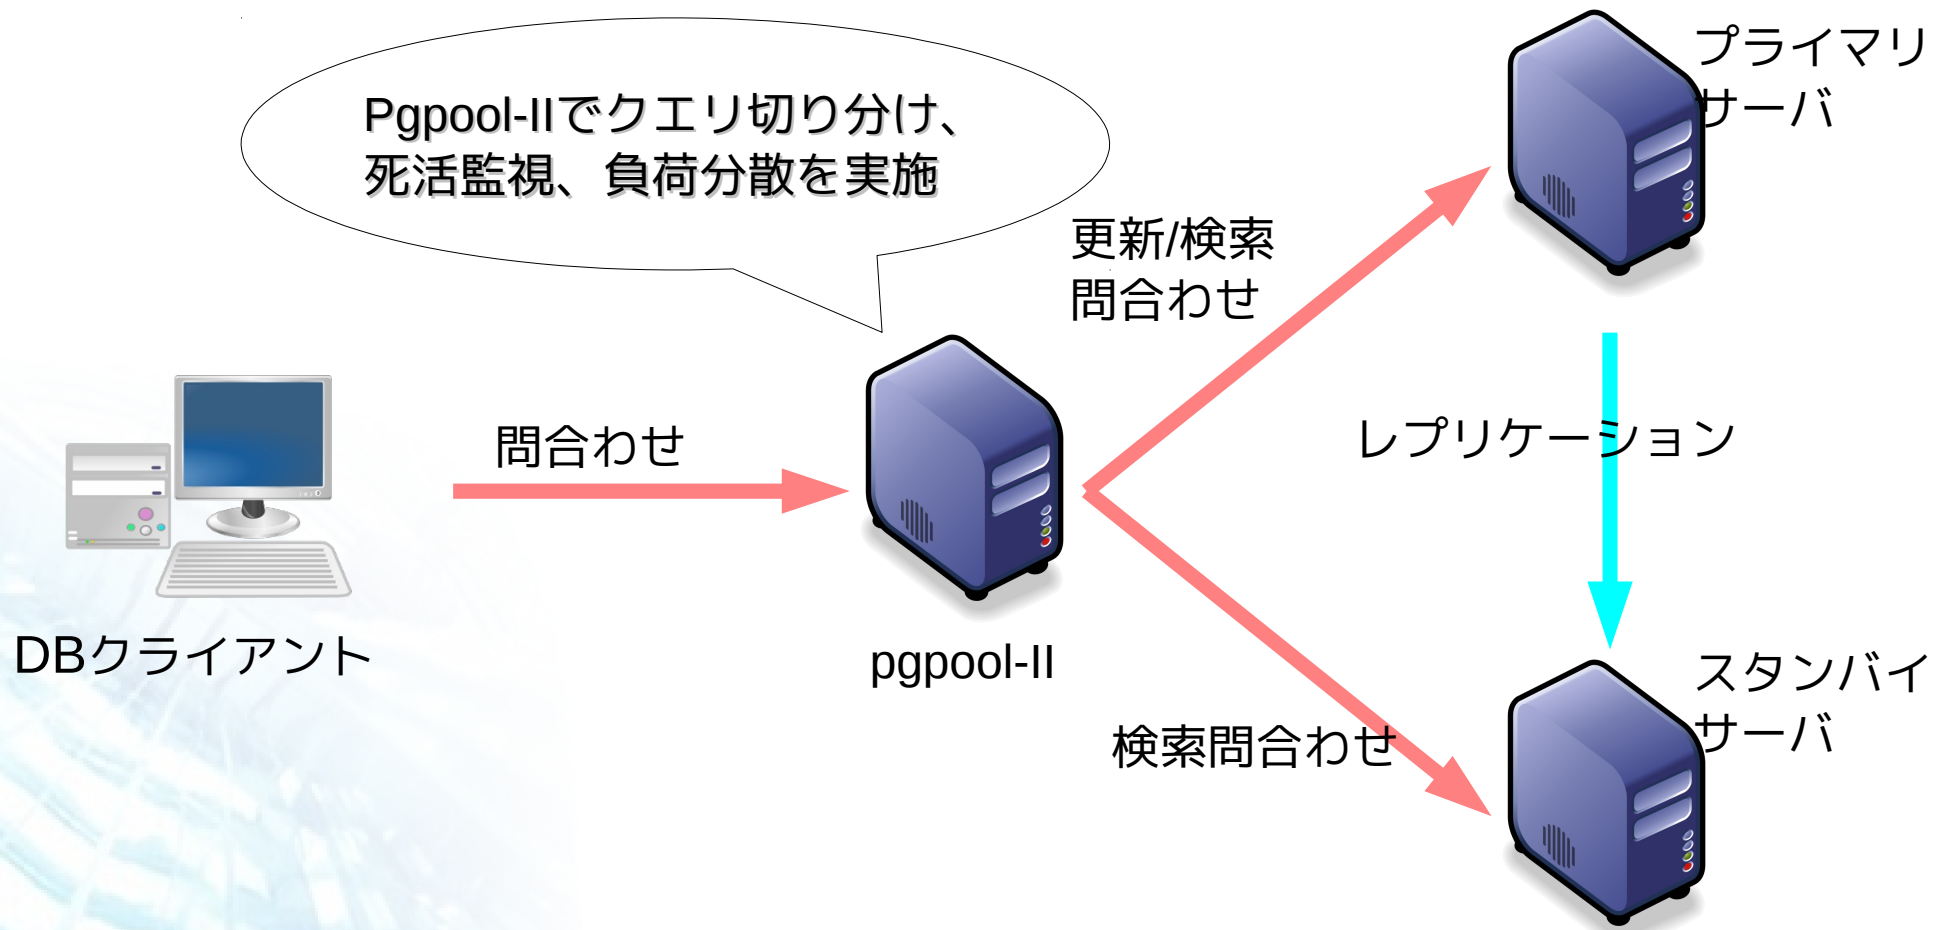 Pgpool-IIでクエリ切り分け、
死活監視、負荷分散を実施
プライマリ
サーバ
更新/検索
問合わせ
問合わせ
レプリケーション
DBクライアント
pgpool-II
検索問合わせ
スタンバイ
サーバ